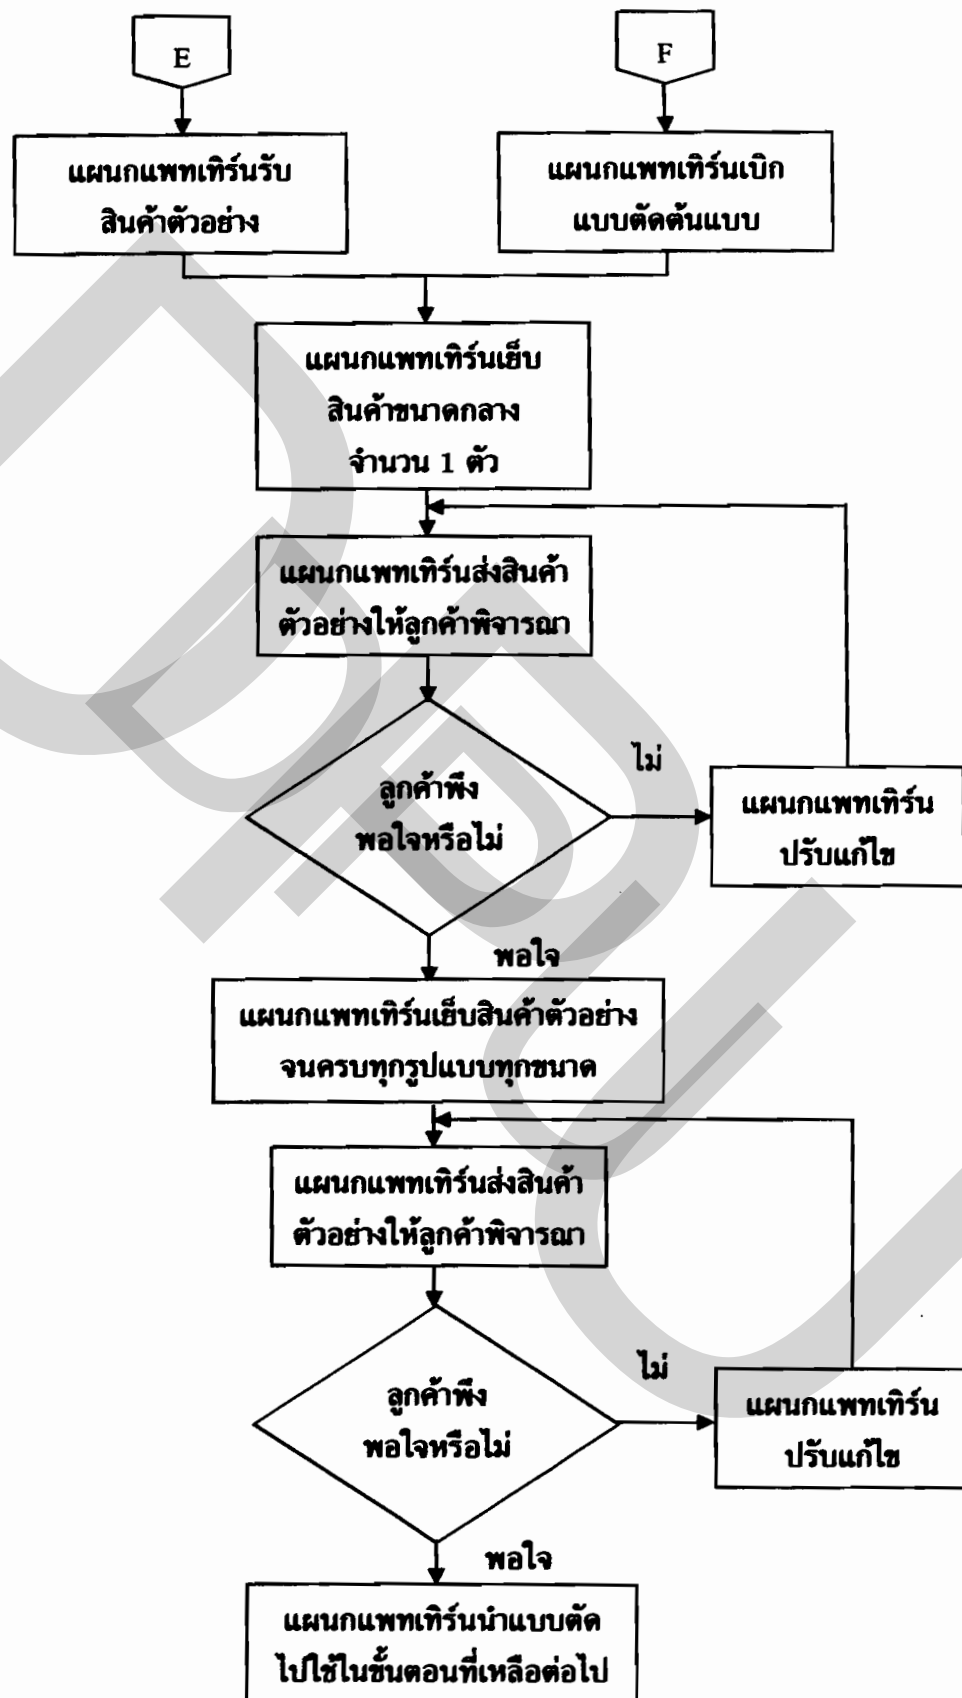 E
F
แผนกแพทเทิร์นรับ
สินค้าตัวอย่าง
แผนกแพทเทิร์นเบิก
แบบตัดต้นแบบ
แผนกแพทเทิร์นเย็บ
สินค้าขนาดกลาง
จำนวน 1 ตัว
แผนกแพทเทิร์นส่งสินค้า
ตัวอย่างให้ลูกค้าพิจารณา
ลูกค้าพึง
พอใจหรือไม่
ไม่
แผนกแพทเทิร์น
ปรับแก้ไข
พอใจ
แผนกแพทเทิร์นเย็บสินค้าตัวอย่าง
จนครบทุกรูปแบบทุกขนาด
แผนกแพทเทิร์นส่งสินค้า
ตัวอย่างให้ลูกค้าพิจารณา
ลูกค้าพึง
พอใจหรือไม่
ไม่
แผนกแพทเทิร์น
ปรับแก้ไข
พอใจ
แผนกแพทเทิร์นนำแบบตัด
ไปใช้ในขั้นตอนที่เหลือต่อไป